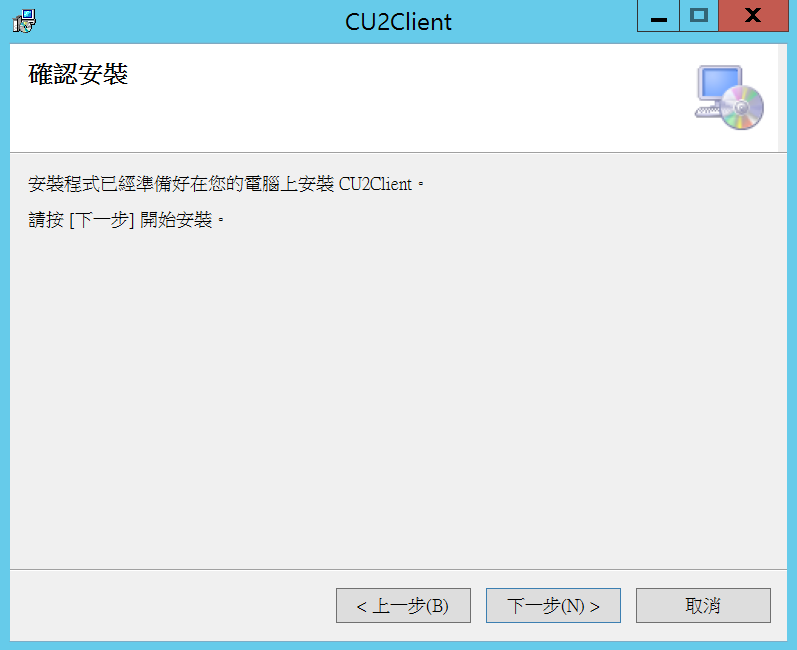 CU2Client
確認安裝
安裝程式已經準備好在您的電腦上安裝 CU2Client。
請按 [下一步] 開始安裝。
< 上一步(B)
下一步(N) >
取消